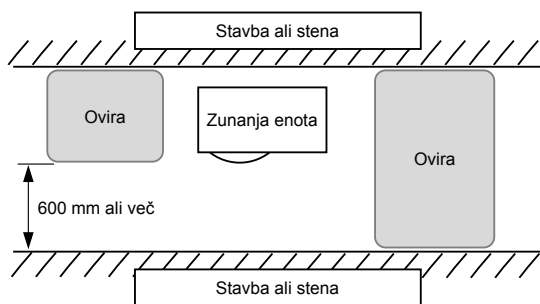 Stavba ali stena
Ovira
Zunanja enota
Ovira
600 mm ali več
Stavba ali stena